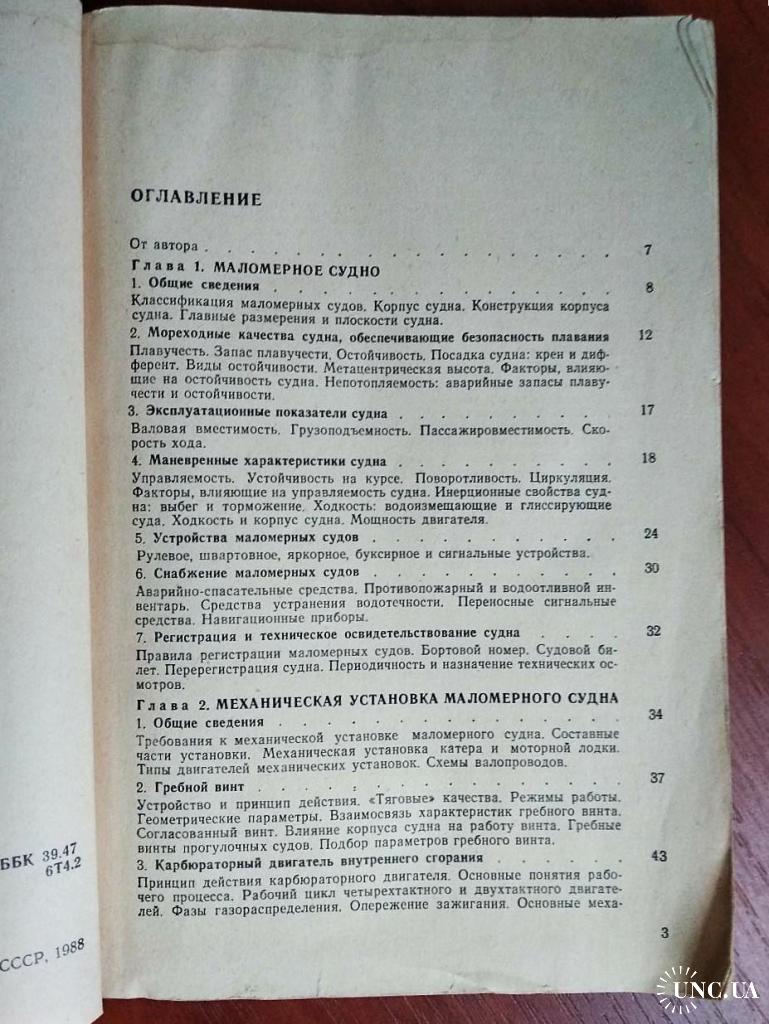 ОГЛАВЛЕНИЕ
От автора . . . . . . . . . . . . . . . . 7
Глава 1. МАЛОМЕРНОЕ СУДНО
1. Общие сведения . . . . . . . . . . . . . . 8
Классификация маломерных судов. Корпус судна. Конструкция корпуса
судна. Главные размерения и плоскости судна.
2. Мореходные качества судна, обеспечивающие безопасность плавания 12
Плавучесть. Запас плавучести, Остойчивость. Посадка судна: крен и диф-
ферент. Виды остойчивости. Метацентрическая высота. Факторы, влияю-
щие на остойчивость судна. Непотопляемость: аварийные запасы плаву-
чести и остойчивости.
3. Эксплуатационные показатели судна . . . . . . . . . 17
Валовая вместимость. Грузоподъемность. Пассажировместимость. Ско-
рость хода.
4. Маневренные характеристики судна . . . . . . . . . 18
Управляемость. Устойчивость на курсе. Поворотливость. Циркуляция.
Факторы, влияющие на управляемость судна. Инерционные свойства суд-
на: выбег и торможение. Ходкость: водоизмещающие и глиссирующие
суда. Ходкость и корпус судна. Мощность двигателя.
5. Устройства маломерных судов . . . . . . . . . . 24
Рулевое, швартовное, якорное, буксирное и сигнальные устройства.
6. Снабжение маломерных судов . . . . . . . . . . 30
Аварийно-спасательные средства. Противопожарный и водоотливной ин-
вентарь. Средства устранения водотечности. Переносные сигнальные
средства. Навигационные приборы.
7. Регистрация и техническое освидетельствование судна . . . . 32
Правила регистрации маломерных судов. Бортовой номер. Судовой би-
лет. Перерегистрация судна. Периодичность и назначение технических ос-
мотров.
Глава 2. МЕХАНИЧЕСКАЯ УСТАНОВКА МАЛОМЕРНОГО СУДНА
1. Общие сведения . . . . . . . . . . . . . . 34
Требования к механической установке маломерного судна. Составные
части установки. Механическая установка катера и моторной лодки.
Типы двигателей механических установок. Схемы валопроводов.
2. Гребной винт . . . . . . . . . . . . . . . 37
Устройство и принцип действия. «Тяговые» качества. Режимы работы.
Геометрические параметры. Взаимосвязь характеристик гребного винта.
Согласованный винт. Влияние корпуса судна на работу винта. Гребные
винты прогулочных судов. Подбор параметров гребного винта.
3. Карбюраторный двигатель внутреннего сгорания . . . . . . 43
Принцип действия карбюраторного двигателя. Основные понятия рабо-
чего процесса. Рабочий цикл четырехтактного и двухтактного двигате-
лей. Фазы газораспределения. Опережение зажигания. Основные меха-
3
ББК 39.47
6Т4.2
СССР, 1988
UNC.UA